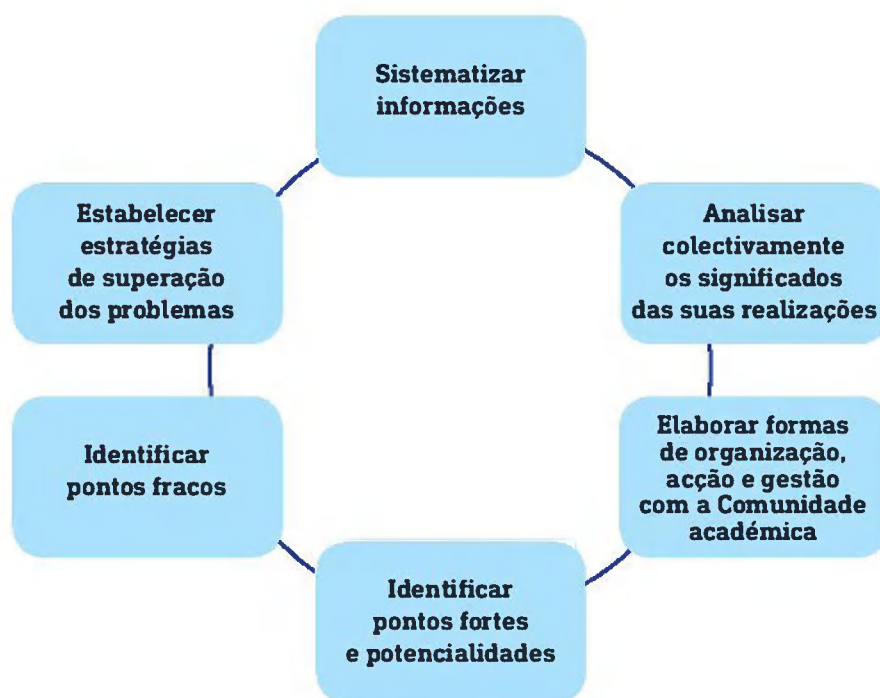 Sistematizar
informações
Analisar
colectivamente
os significados
das suas realizações
Elaborar formas
de organização,
acção e gestão
com a Comunidade
académica
Identificar
pontos fortes
e potencialidades
Identificar
pontos fracos
Estabelecer
estratégias
de superação
dos problemas